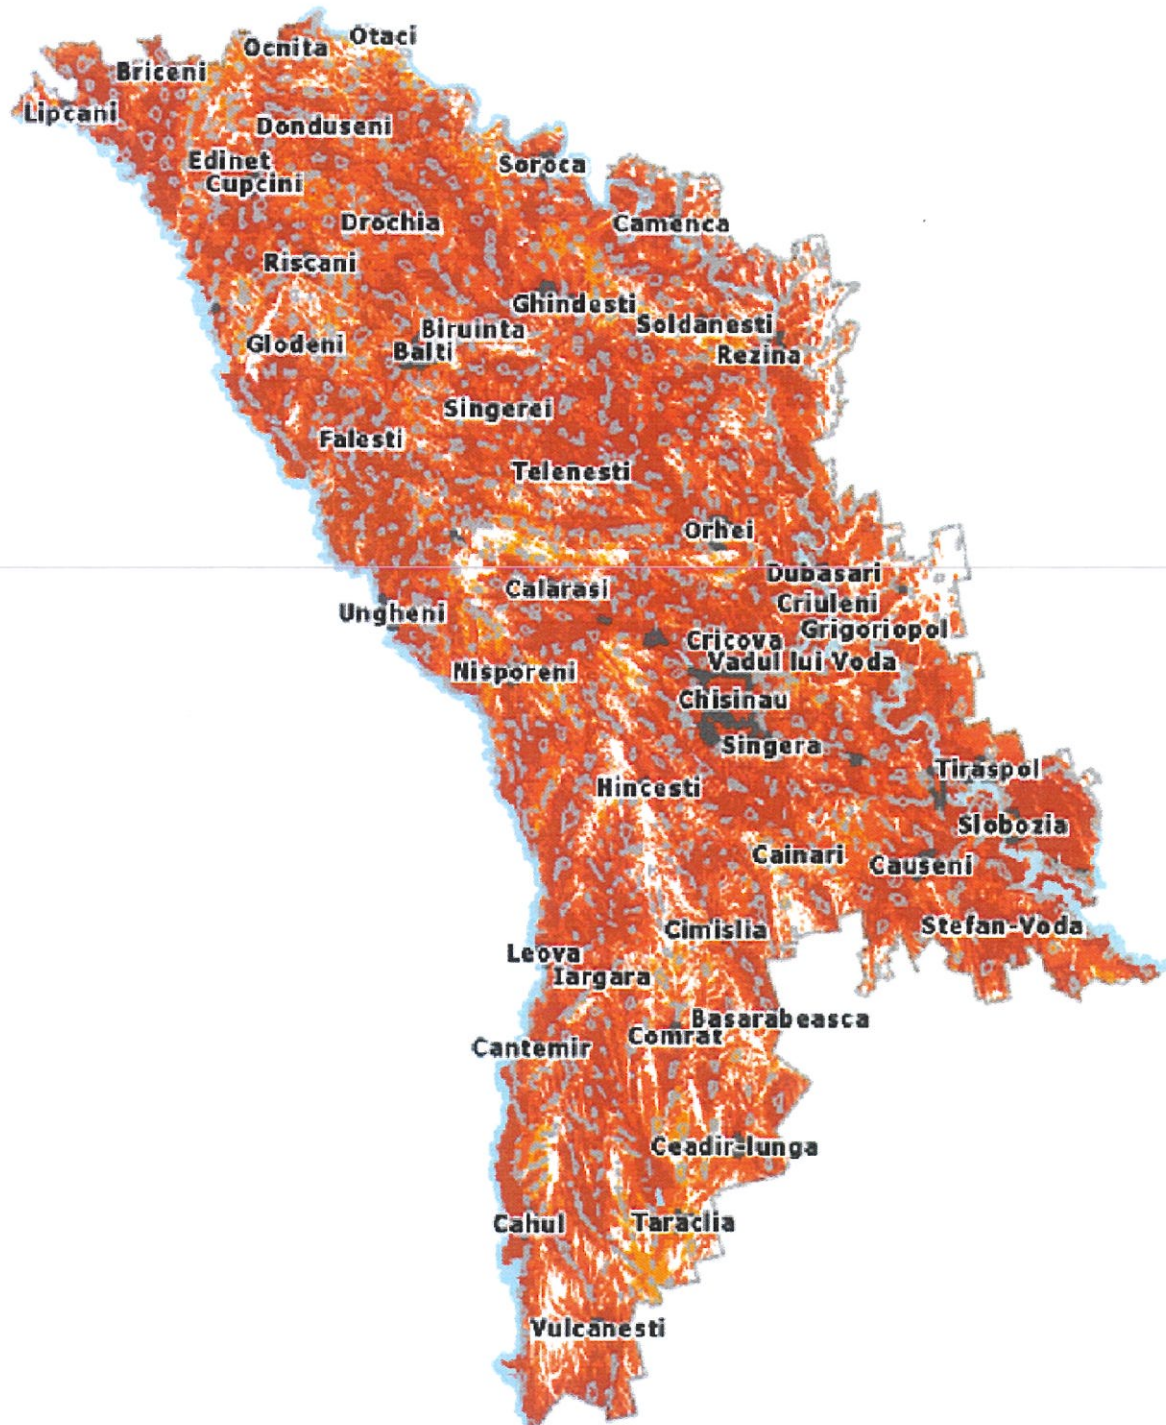 Otaci
Ocnita
Briceni
Lipcani
Donduseni
Edinet
Cupcini
Soroca
Drochia
Camenca
Riscani
Ghindesti
Soldanesti
Biruinta
Glodeni
Balti
Rezina
Singerei
Falesti
Telenesti
Orhei
Dubasari
Calarasi
Criuleni
Ungheni
Grigoriopol
Cricova
Vadul lui Voda
Nisporeni
Chisinau
Singera
Tiraspol
Hincesti
Slobozia
Cainari
Causeni
Stefan-Voda
Cimislia
Leova
Iargara
Basarabeasca
Comrat
Cantemir
Ceadir-lunga
Cahul
Taraclia
Vulcanesti